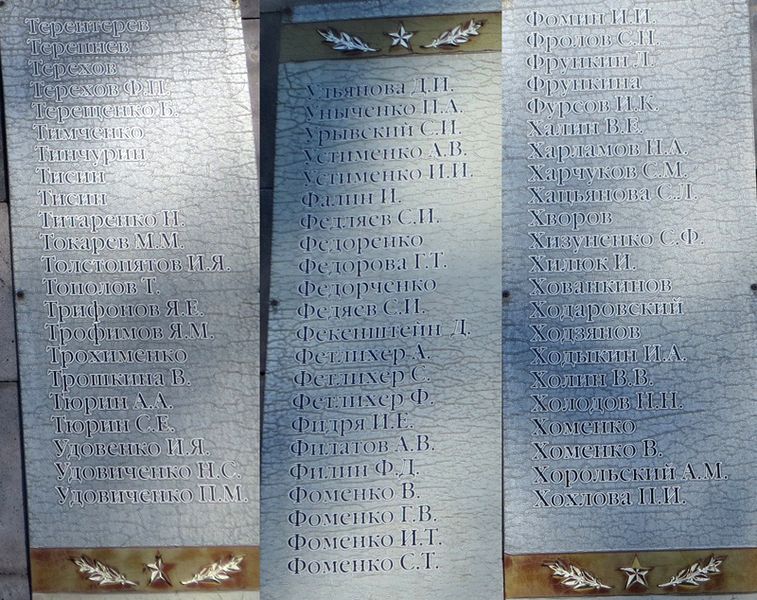 Терентерев
Терешнев
Терехов
Терехов Ф.П.
Терещенко Б.
Тимченко
Тинчурин
Тисин
Тисин
Титаренко Н.
Токарев М.М.
Толстопятов И.Я.
Тополов Т.
Трифонов Я.Е.
Трофимов Я.М.
Трохименко
Трошкина В.
Тюрин А.А.
Тюрин С.Е.
Удовенко И.Я.
Удовиченко Н.С.
Удовиченко П.М.
Ульянова Д.И.
Уныченко П.А.
Урывский С.И.
Устименко А.В.
Устименко И.И.
Фалин И.
Федляев С.И.
Федоренко
Федорова Г.Т.
Федорченко
Федяев С.И.
Фекенштейн Д.
Фетлихер А.
Фетлихер С.
Фетлихер Ф.
Фидря И.Е.
Филатов А.В.
Филин Ф.Д.
Фоменко В.
Фоменко Г.В.
Фоменко И.Т.
Фоменко С.Т.
Фомин И.И.
Фролов С.Н.
Фрункин Л.
Фрункина
Фурсов И.К.
Халин В.Е.
Харламов Н.А.
Харчуков С.М.
Хацьянова С.Л.
Хворов
Хизуненко С.Ф.
Хилюк И.
Хованкинов
Ходаровский
Ходзянов
Ходыкин И.А.
Холин В.В.
Холодов Н.Н.
Хоменко
Хоменко В.
Хорольский А.М.
Хохлова П.И.